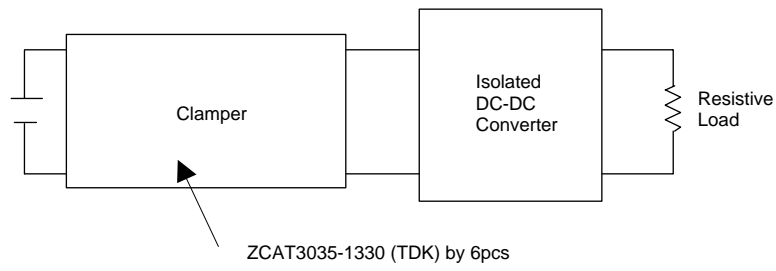 Clamper
Isolated
DC-DC
Converter
Resistive
Load
ZCAT3035-1330 (TDK) by 6pcs